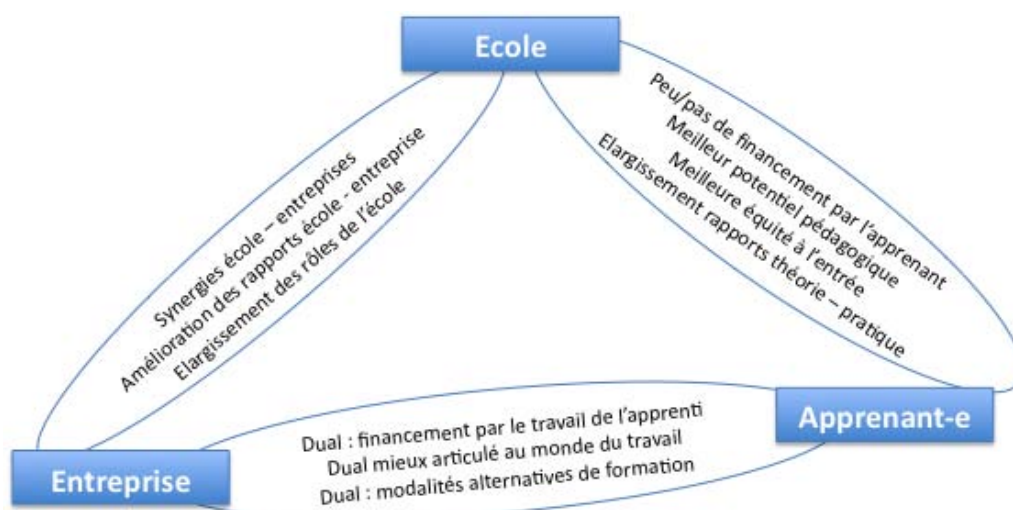 Ecole
Synergies école – entreprises
Amélioration des rapports école - entreprise
Elargissement des rôles de l'école
Peu/pas de financement par l'apprenant
Meilleur potentiel pédagogique
Meilleure équité à l'entrée
Elargissement rapports théorie – pratique
Dual : financement par le travail de l'apprenti
Dual mieux articulé au monde du travail
Dual : modalités alternatives de formation
Apprenant-e
Entreprise